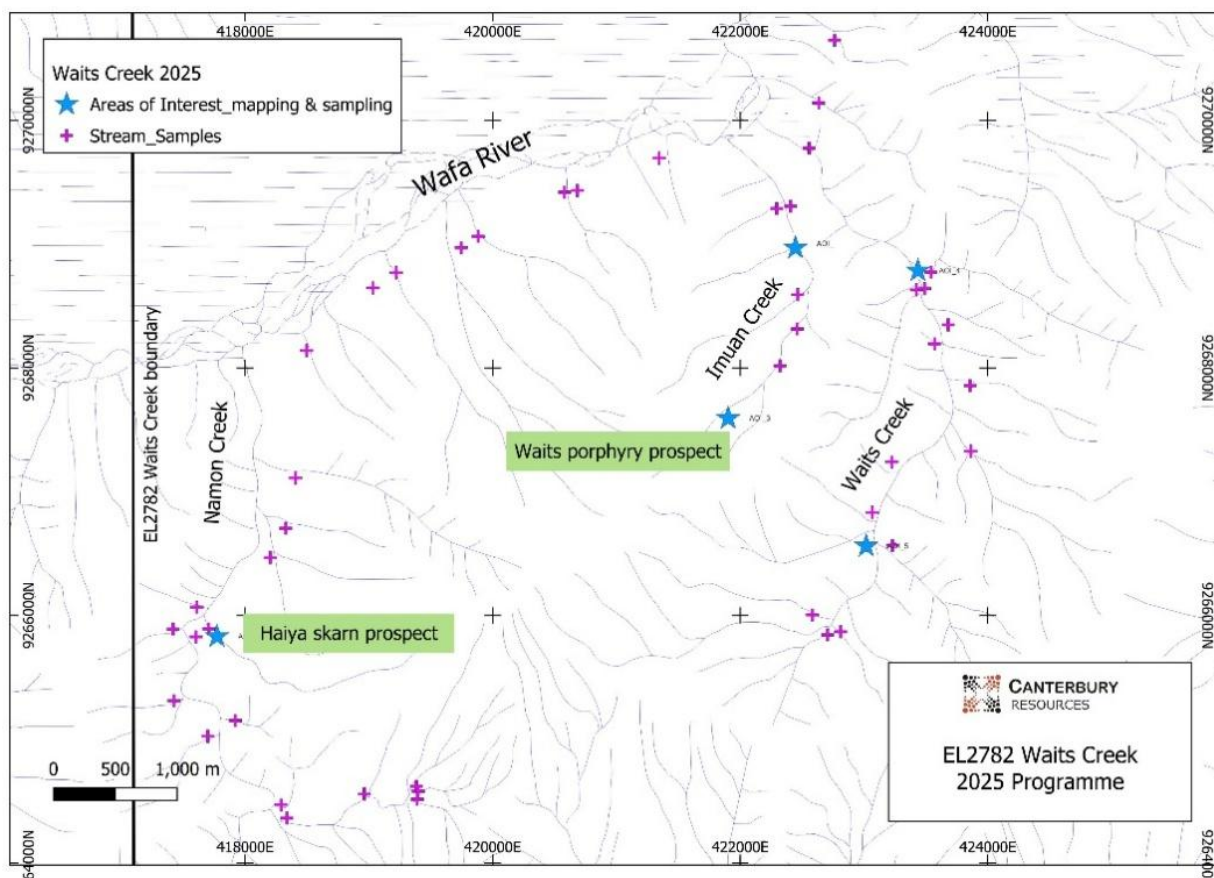 418000E
420000E
422000E
424000E
Waits Creek 2025
Areas of Interest_mapping & sampling
Stream_Samples
9270000N
9270000N
Wafa River
AOI_4
Imuan Creek
9268000N
9268000N
EL2782 Waits Creek boundary
Namon Creek
Waits porphyry prospect
Waits Creek
9266000N
9266000N
Haiya skarn prospect
CANTERBURY
RESOURCES
EL2782 Waits Creek
2025 Programme
0 500 1,000 m
418000E
420000E
422000E
424000E